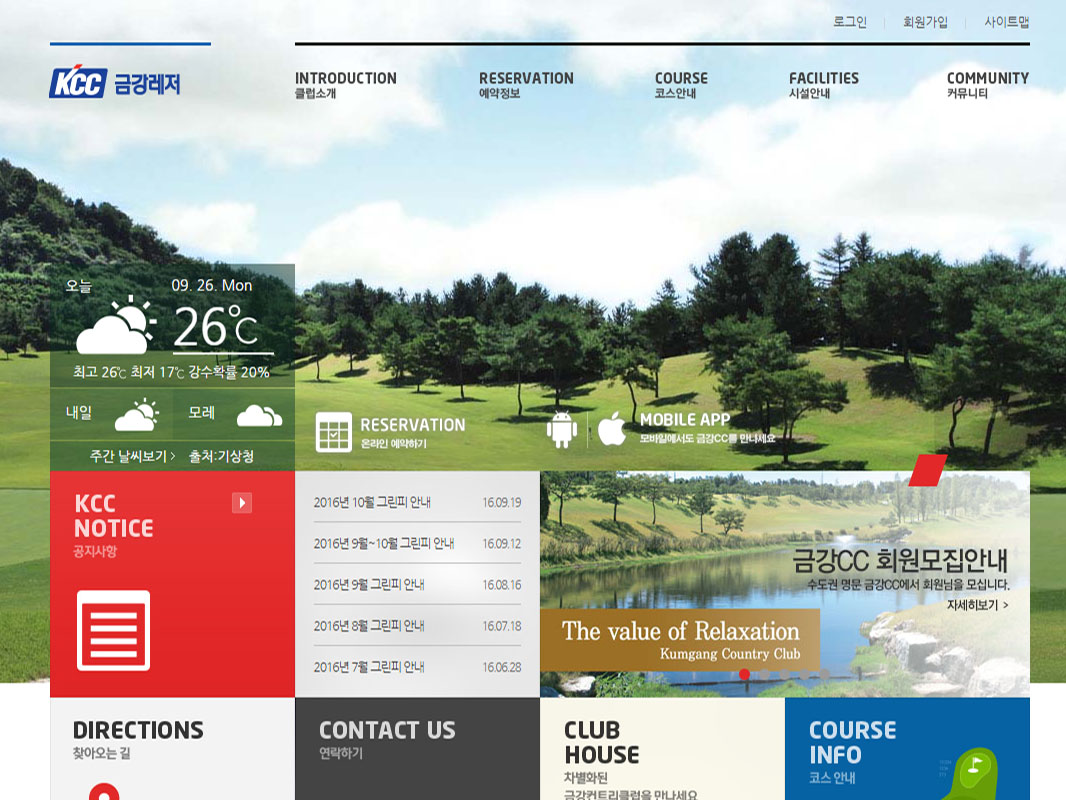 로그인
회원가입
사이트맵
KCC 금강레저
INTRODUCTION
클럽소개
RESERVATION
예약정보
COURSE
코스안내
FACILITIES
시설안내
COMMUNITY
커뮤니티
오늘
09. 26. Mon
26℃
최고 26℃ 최저 17℃ 강수확률 20%
내일
모레
주간 날씨보기 >
출처:기상청
RESERVATION
온라인 예약하기
MOBILE APP
모바일에서도 금강CC를 만나세요
KCC
NOTICE
공지사항
2016년 10월 그린피 안내 16.09.19
2016년 9월~10월 그린피 안내 16.09.12
2016년 9월 그린피 안내 16.08.16
2016년 8월 그린피 안내 16.07.18
2016년 7월 그린피 안내 16.06.28
금강CC 회원모집안내
수도권 명문 금강CC에서 회원님을 모십니다.
자세히보기 >
The value of Relaxation
Kumgang Country Club
DIRECTIONS
찾아오는 길
CONTACT US
연락하기
CLUB
HOUSE
차별화된
금강컨트리클럽을 만나세요
COURSE
INFO
코스 안내